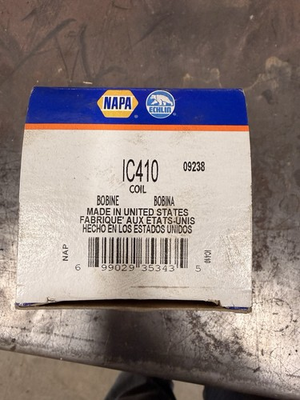 NAPA
ECHLIN
IC410 09238
COIL
BOBINE BOBINA
MADE IN UNITED STATES
FABRIQUE' AUX ETATS-UNIS
HECHO EN LOS ESTADOS UNIDOS
NAP
IC410
6 99029 35343 5